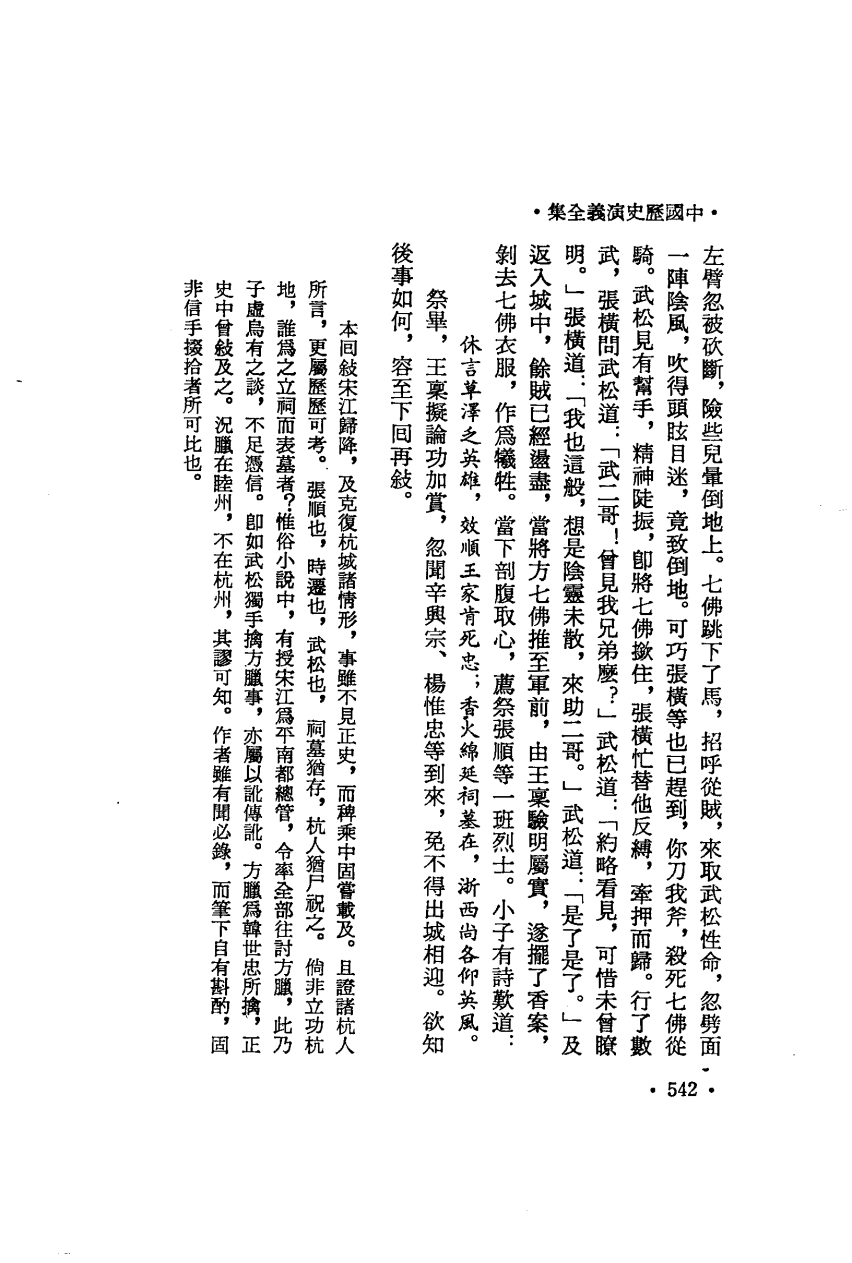 ·中國歷史演義全集·
左臂忽被砍斷，險些兒暈倒地上。七佛跳下了馬，招呼從賊，來取武松性命，忽劈面
一陣陰風，吹得頭眩目迷，竟致倒地。可巧張橫等也已趕到，你刀我斧，殺死七佛從
騎。武松見有幫手，精神陡振，卽將七佛撳住，張橫忙替他反縛，牽押而歸。行了數
武，張橫問武松道：「武二哥！曾見我兄弟麼？」武松道：「約略看見，可惜未曾瞭
明。」張橫道：「我也這般，想是陰靈未散，來助二哥。」武松道：「是了是了。」及
返入城中，餘賊已經盪盡，當將方七佛推至軍前，由王稟驗明屬實，遂擺了香案，
剝去七佛衣服，作爲犧牲。當下剖腹取心，薦祭張順等一班烈士。小子有詩歎道：
休言草澤乏英雄，效順王家肯死忠；香火綿延祠墓在，浙西尙各仰英風。
祭畢，王稟擬論功加賞，忽聞辛興宗、楊惟忠等到來，免不得出城相迎。欲知
後事如何，容至下回再敍。
本回敍宋江歸降，及克復杭城諸情形，事雖不見正史，而稗乘中固嘗載及。且證諸杭人
所言，更屬歷歷可考。張順也，時遷也，武松也，祠墓猶存，杭人猶尸祝之。倘非立功杭
地，誰爲之立祠而表墓者？惟俗小說中，有授宋江爲平南都總管，令率全部往討方臘，此乃
子虛烏有之談，不足憑信。卽如武松獨手擒方臘事，亦屬以訛傳訛。方臘爲韓世忠所擒，正
史中曾敍及之。況臘在睦州，不在杭州，其謬可知。作者雖有聞必錄，而筆下自有斟酌，固
非信手掇拾者所可比也。
·542·